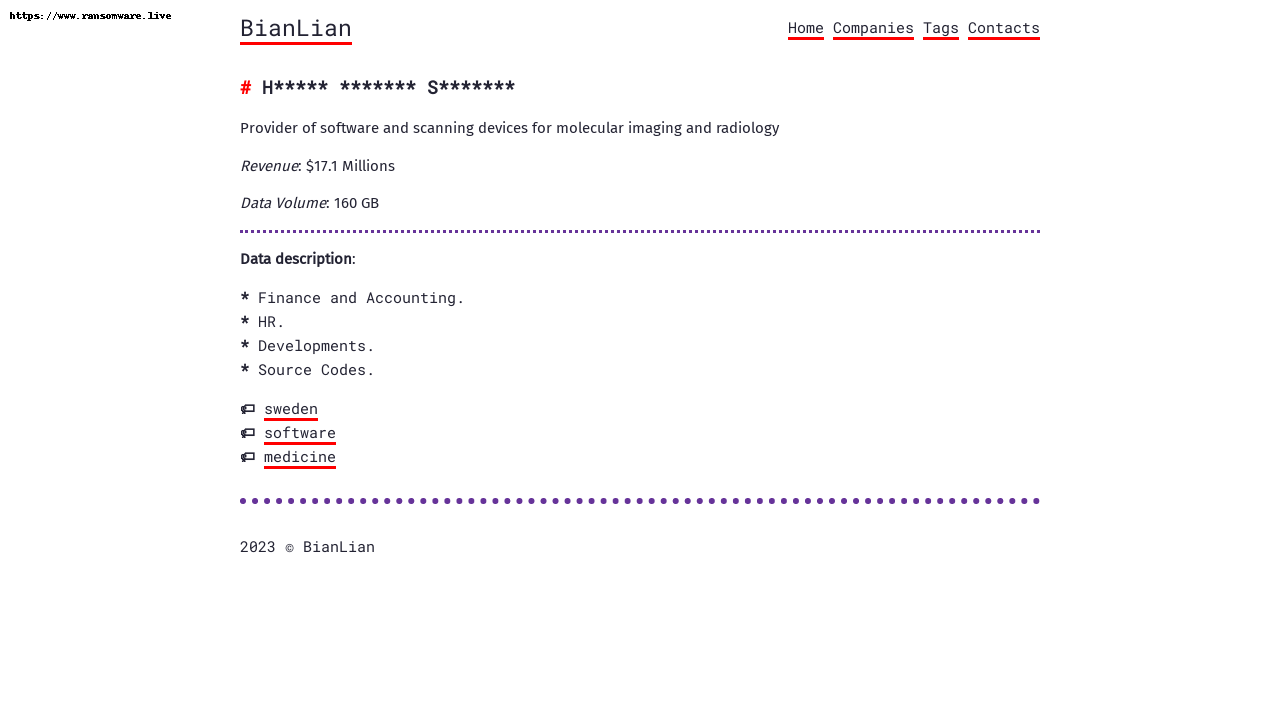 https://www.ransomware.live
BianLian
Home Companies Tags Contacts
# H***** ******* S*******
Provider of software and scanning devices for molecular imaging and radiology
Revenue: $17.1 Millions
Data Volume: 160 GB
Data description:
* Finance and Accounting.
* HR.
* Developments.
* Source Codes.
sweden
software
medicine
2023 © BianLian